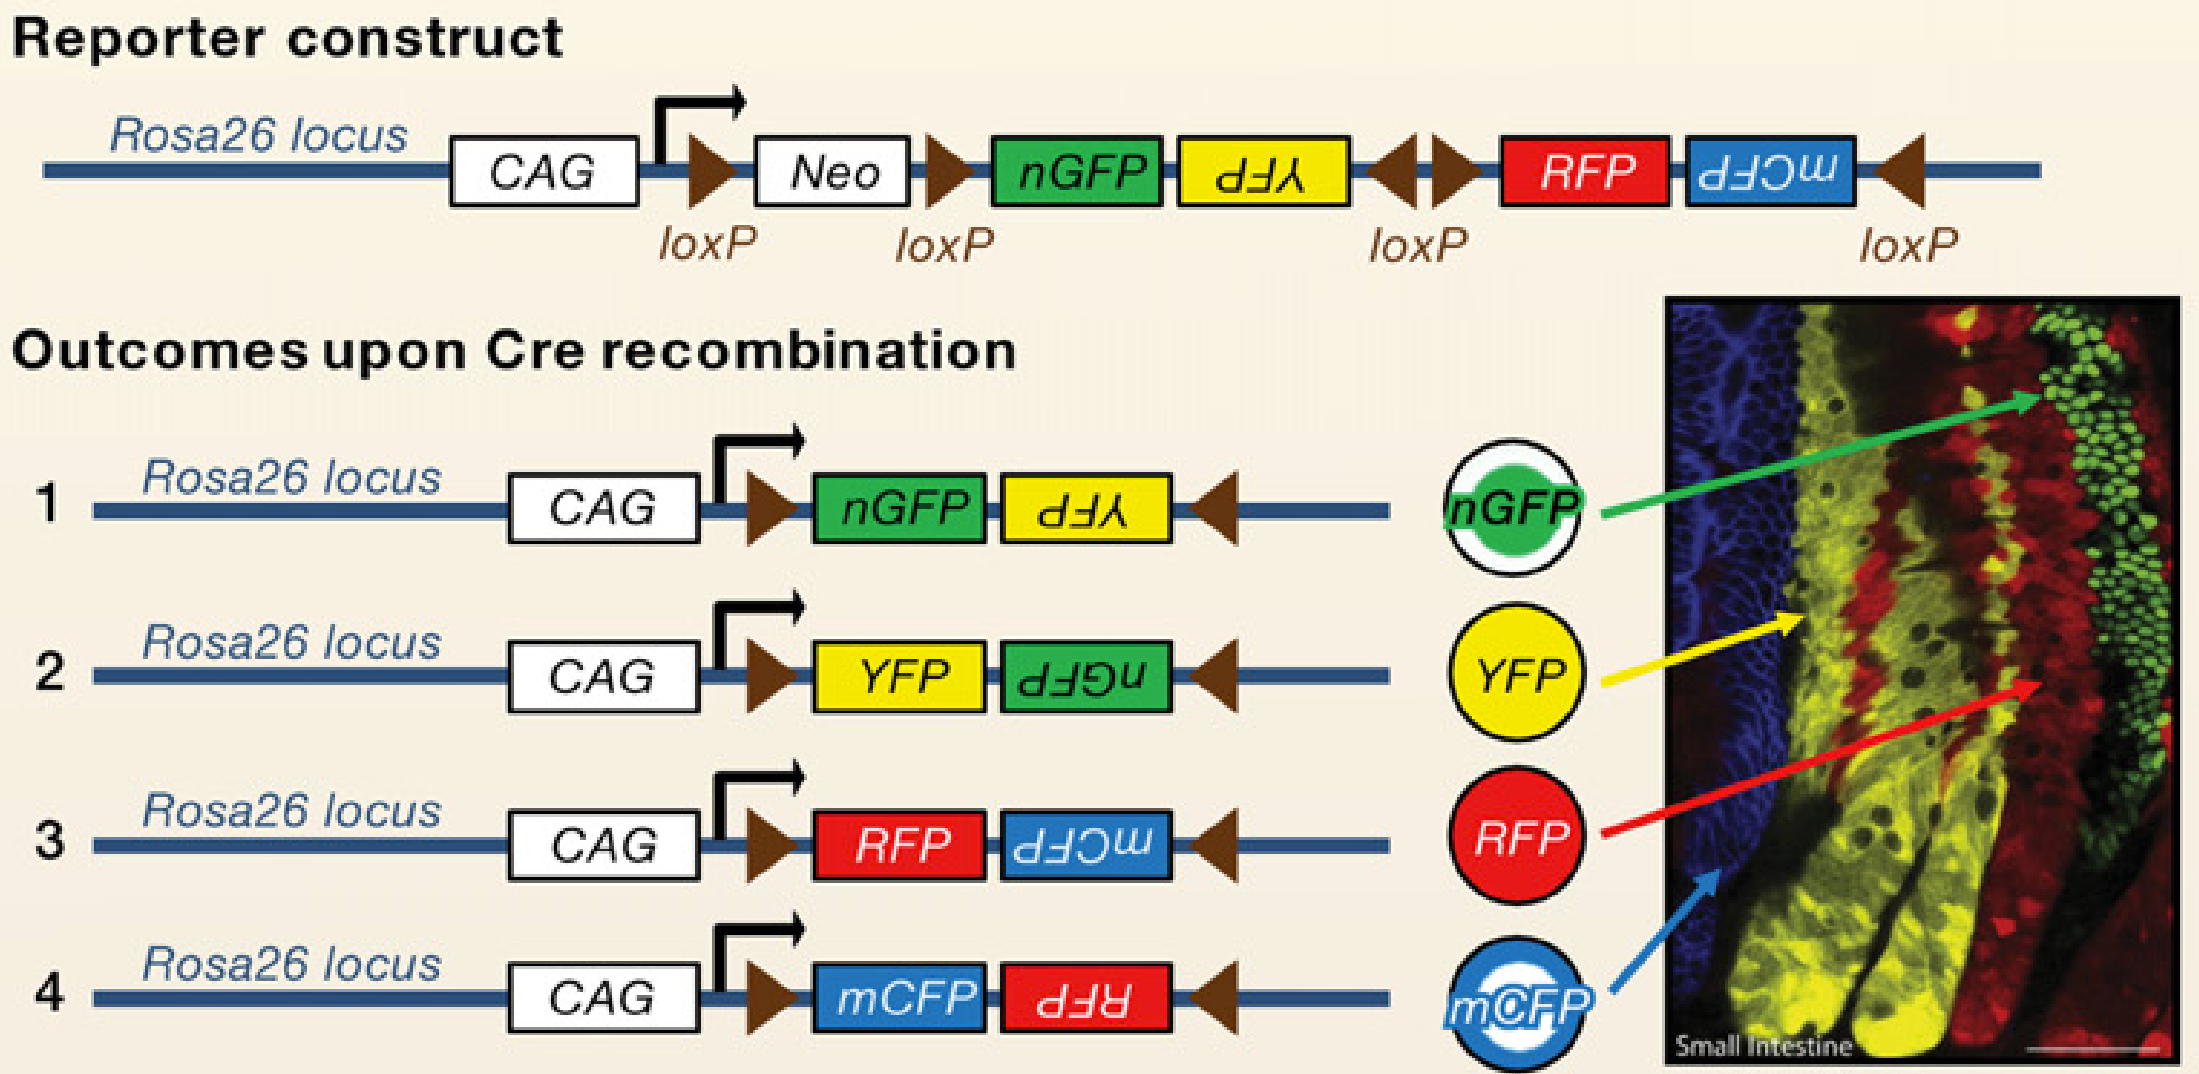 Reporter construct
Rosa26 locus
CAG Neo nGFP YFP RFP mCFP
loxP loxP loxP loxP
Outcomes upon Cre recombination
1 Rosa26 locus CAG nGFP YFP nGFP
2 Rosa26 locus CAG YFP nGFP YFP
3 Rosa26 locus CAG RFP mCFP RFP
4 Rosa26 locus CAG mCFP RFP mCFP
Small Intestine